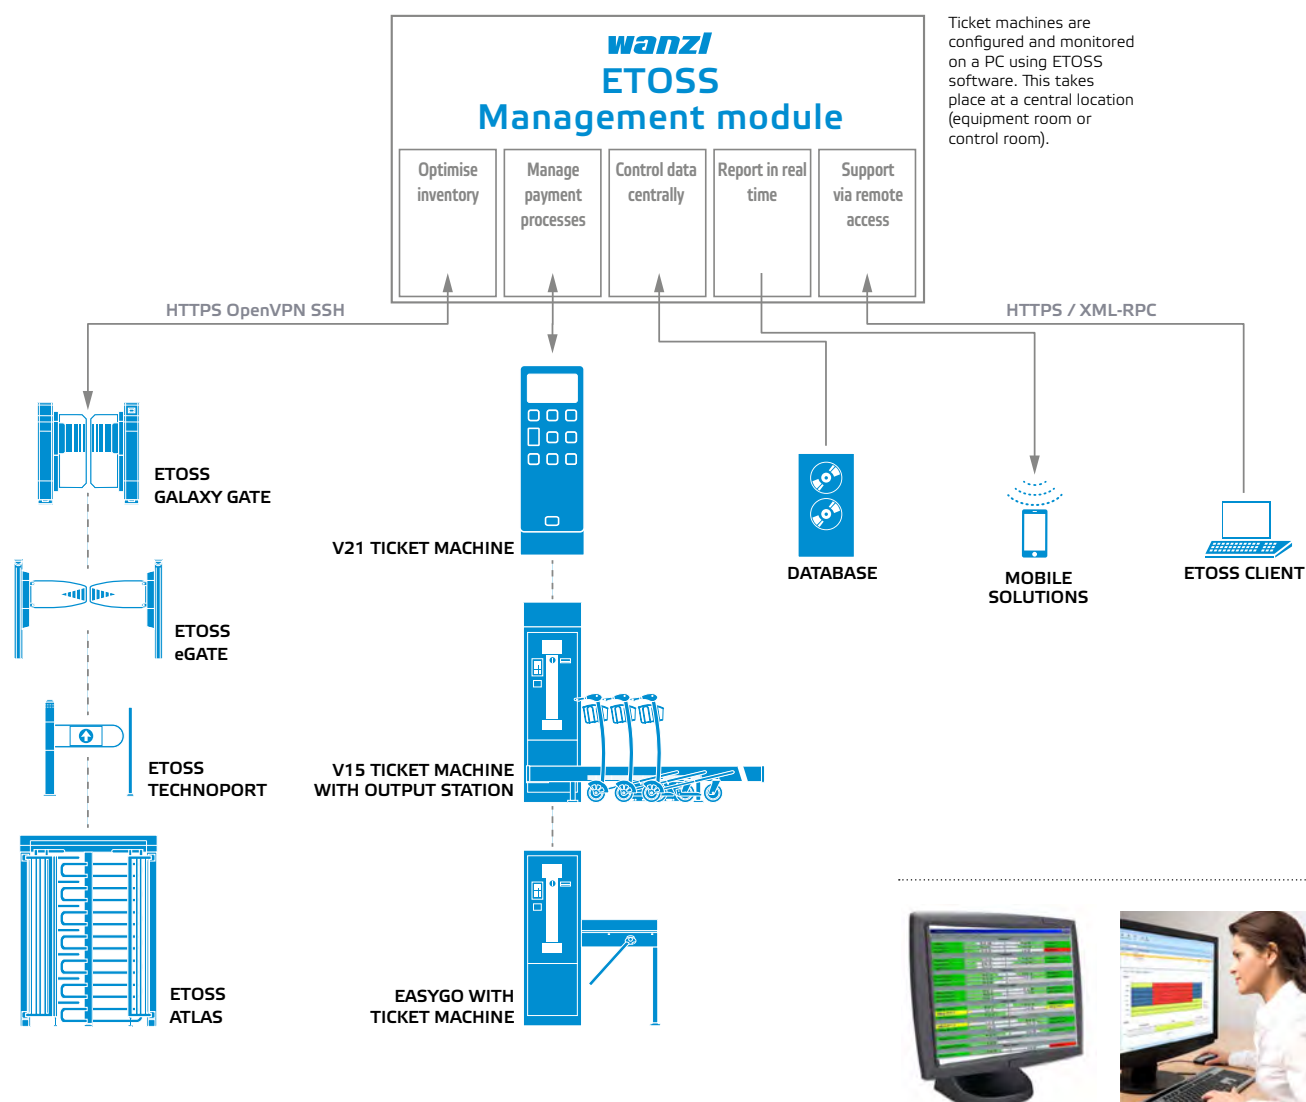 wanzl
ETOSS
Management module
Optimise
inventory
Manage
payment
processes
Control data
centrally
Report in real
time
Support
via remote
access
Ticket machines are
configured and monitored
on a PC using ETOSS
software. This takes
place at a central location
(equipment room or
control room).
HTTPS OpenVPN SSH
HTTPS / XML-RPC
ETOSS
GALAXY GATE
V21 TICKET MACHINE
DATABASE
MOBILE
SOLUTIONS
ETOSS CLIENT
ETOSS
eGATE
ETOSS
TECHNOPORT
V15 TICKET MACHINE
WITH OUTPUT STATION
ETOSS
ATLAS
EASYGO WITH
TICKET MACHINE